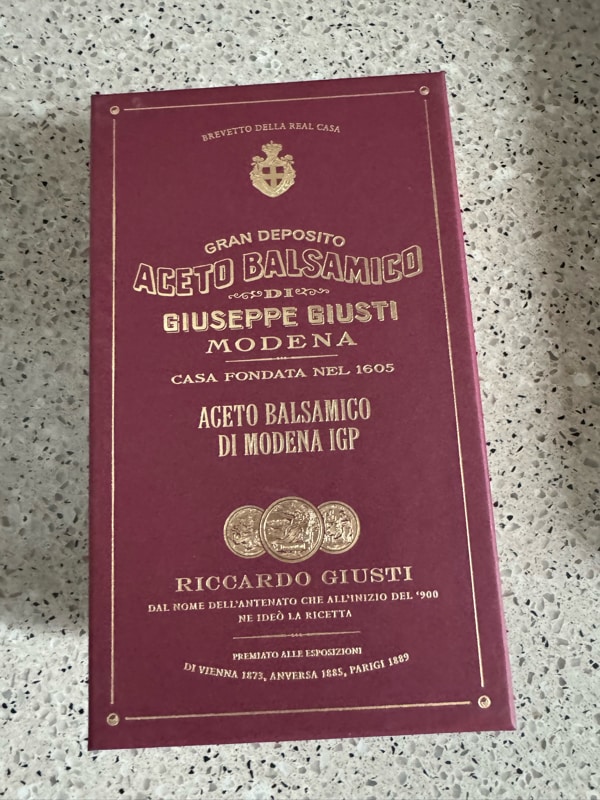 BREVETTO DELLA REAL CASA
GRAN DEPOSITO
ACETO BALSAMICO
DI
GIUSEPPE GIUSTI
MODENA
CASA FONDATA NEL 1605
ACETO BALSAMICO
DI MODENA IGP
RICCARDO GIUSTI
DAL NOME DELL'ANTENATO CHE ALL'INIZIO DEL '900
NE IDEÒ LA RICETTA
PREMIATO ALLE ESPOSIZIONI
DI VIENNA 1873, ANVERSA 1885, PARIGI 1889